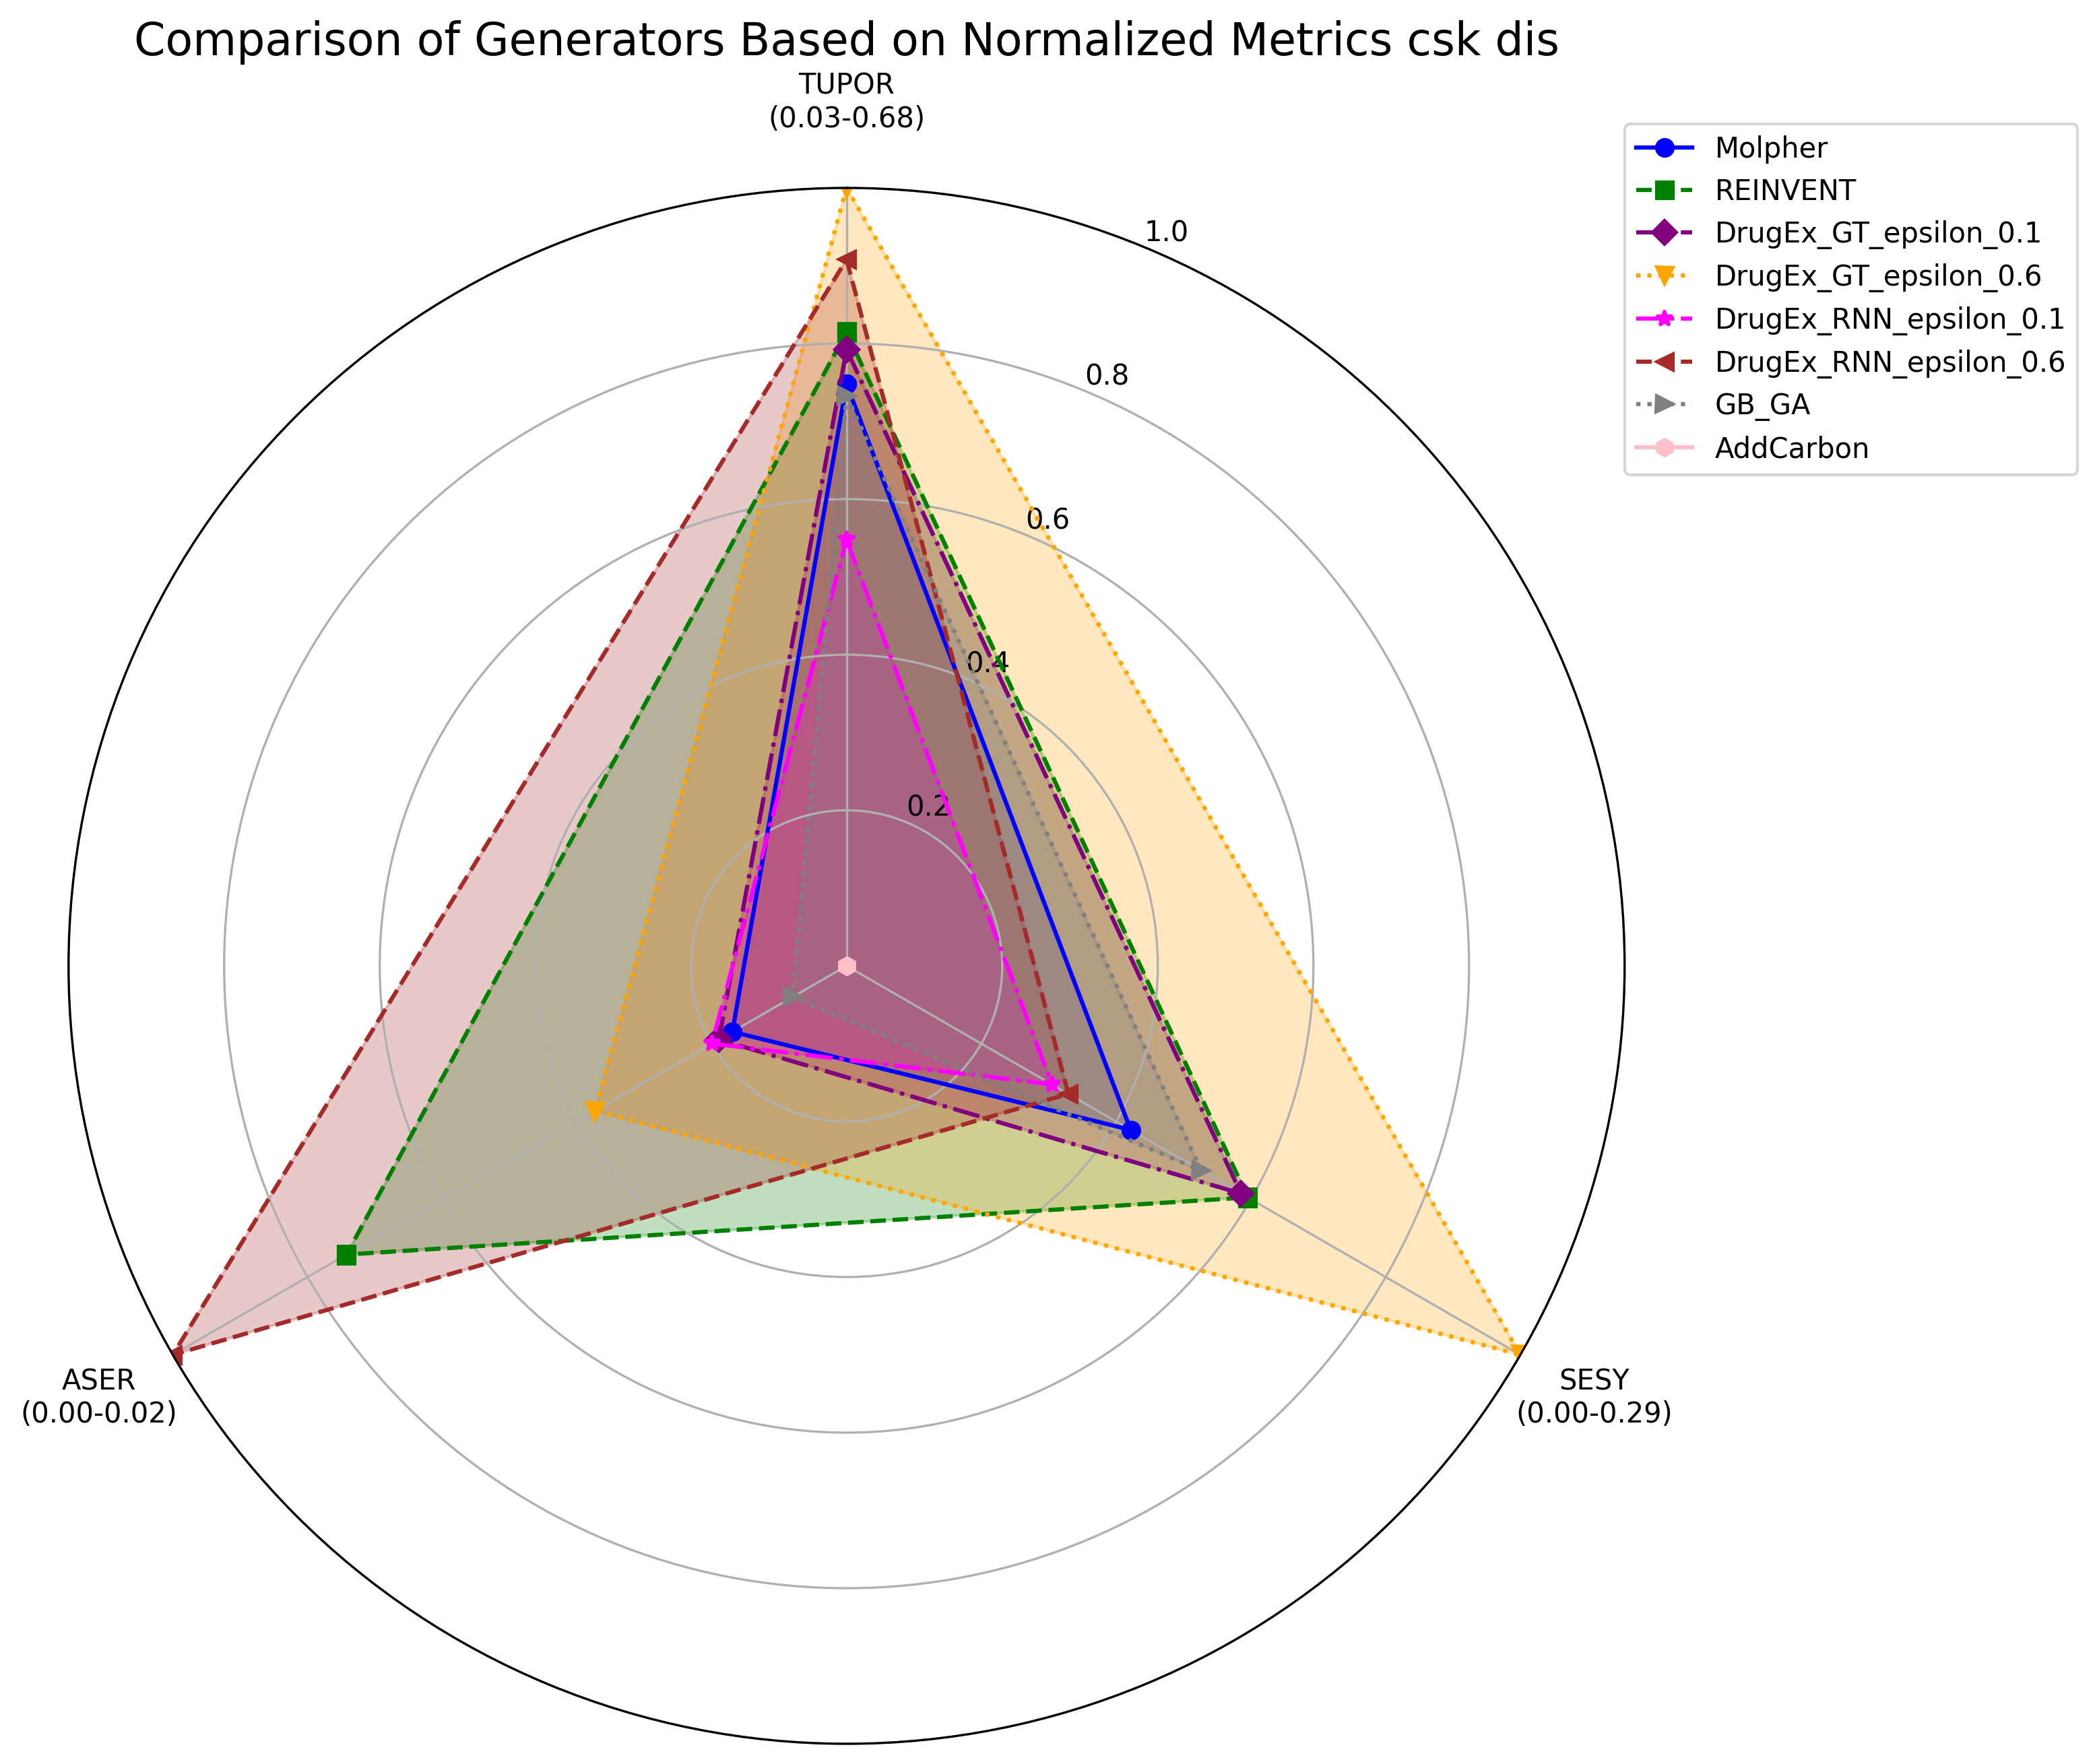 Comparison of Generators Based on Normalized Metrics csk dis
TUPOR
(0.03-0.68)
Molpher
REINVENT
DrugEx_GT_epsilon_0.1
DrugEx_GT_epsilon_0.6
DrugEx_RNN_epsilon_0.1
DrugEx_RNN_epsilon_0.6
GB_GA
AddCarbon
1.0
0.8
0.6
0.4
0.2
ASER
(0.00-0.02)
SESY
(0.00-0.29)